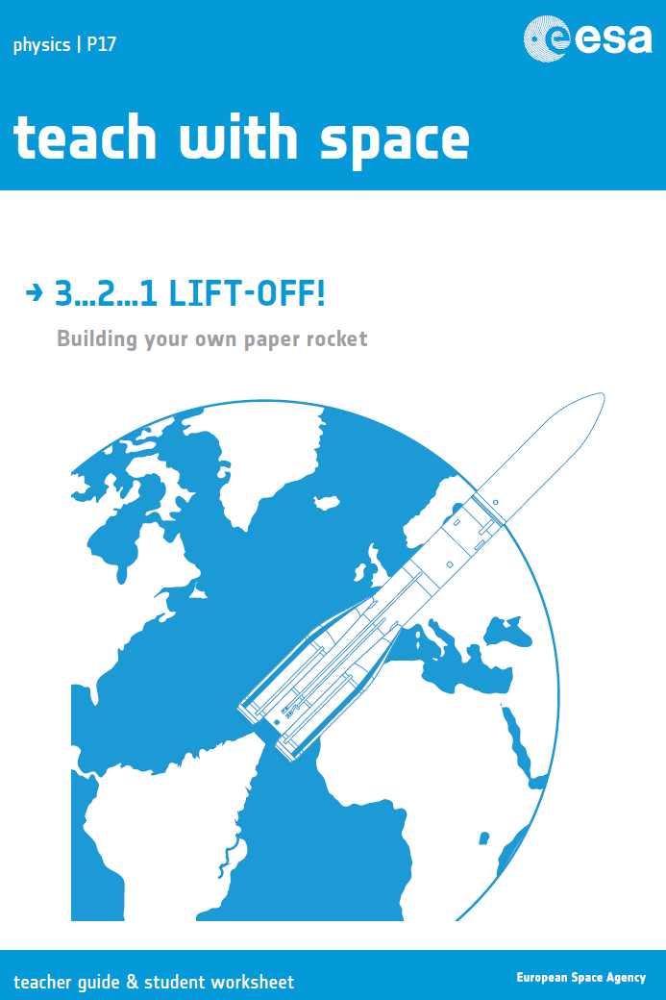 physics | P17
esa
teach with space
→ 3...2...1 LIFT-OFF!
Building your own paper rocket
teacher guide & student worksheet
European Space Agency